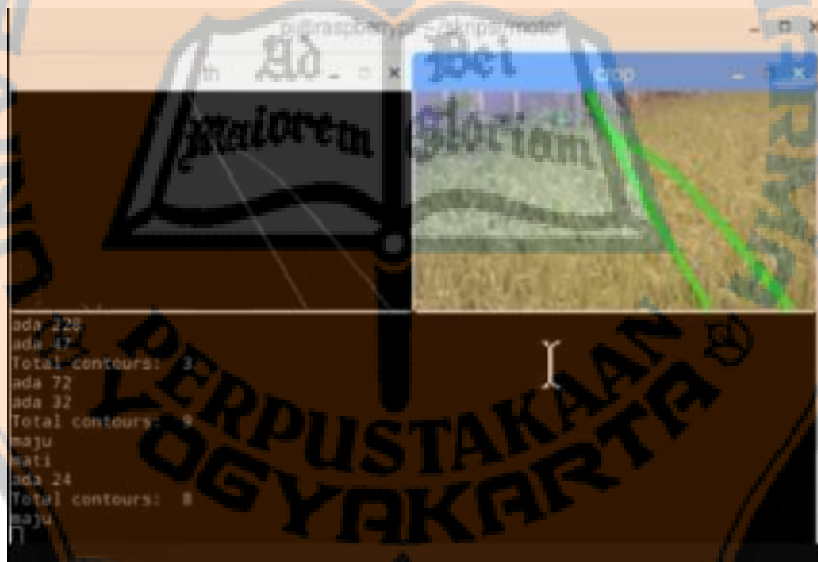 pi@raspberrypi: ~/skripsi/motor
th
crop
Ad Dei
Maiorem Gloriam
ada 228
ada 47
Total contours: 3
ada 72
ada 32
Total contours: 9
maju
mati
ada 24
Total contours: 8
maju
PERPUSTAKAAN
YOGYAKARTA